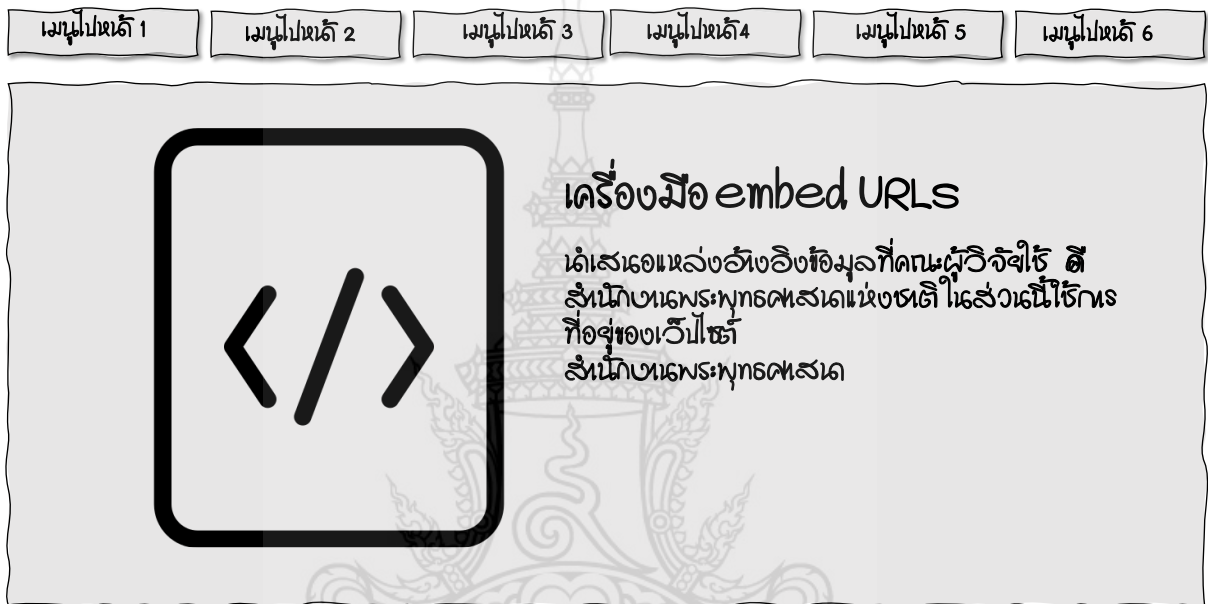 เมนูไปหน้า 1
เมนูไปหน้า 2
เมนูไปหน้า 3
เมนูไปหน้า4
เมนูไปหน้า 5
เมนูไปหน้า 6
เครื่องมือ embed URLs
นำเสนอแหล่งอ้างอิงข้อมูลที่คณะผู้วิจัยใช้ คื
สำนักงานพระพุทธศาสนาแห่งชาติ ในส่วนนี้ใช้การ
ที่อยู่ของเว็ปไซต์
สำนักงานพระพุทธศาสนา